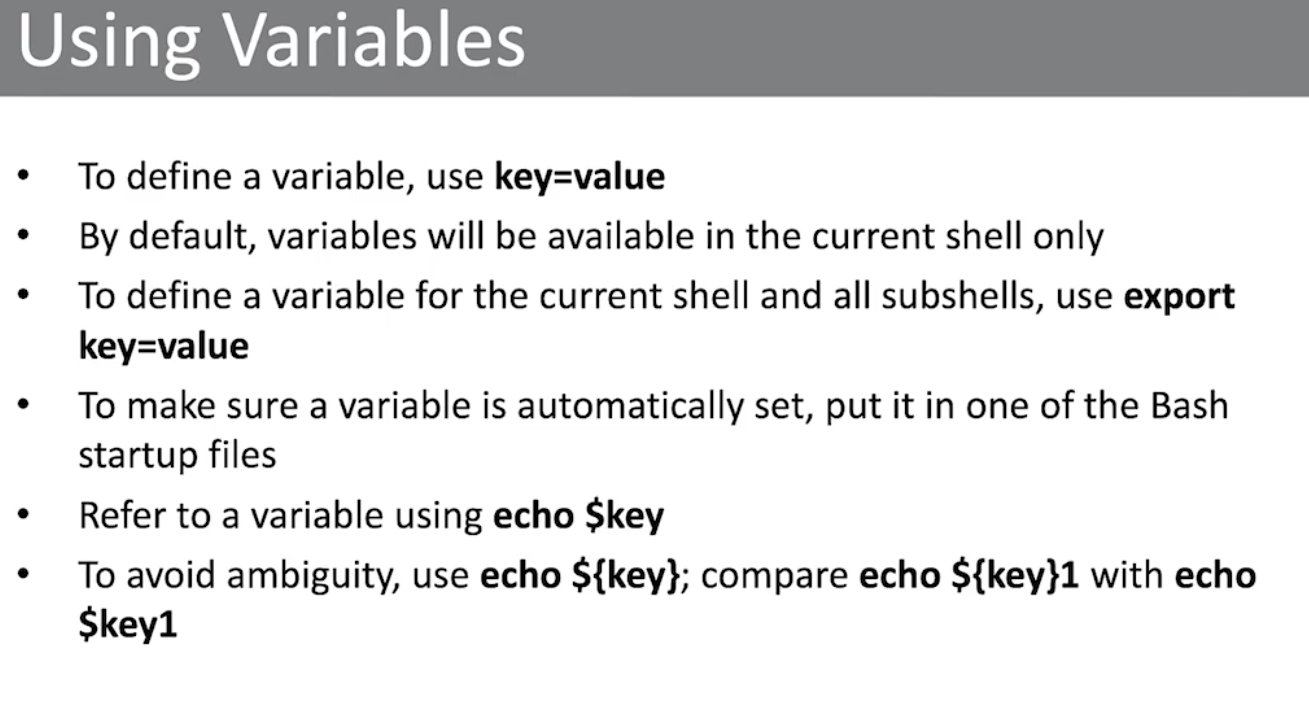 Using Variables
• To define a variable, use key=value
• By default, variables will be available in the current shell only
• To define a variable for the current shell and all subshells, use export
key=value
• To make sure a variable is automatically set, put it in one of the Bash
startup files
• Refer to a variable using echo $key
• To avoid ambiguity, use echo ${key}; compare echo ${key}1 with echo
$key1